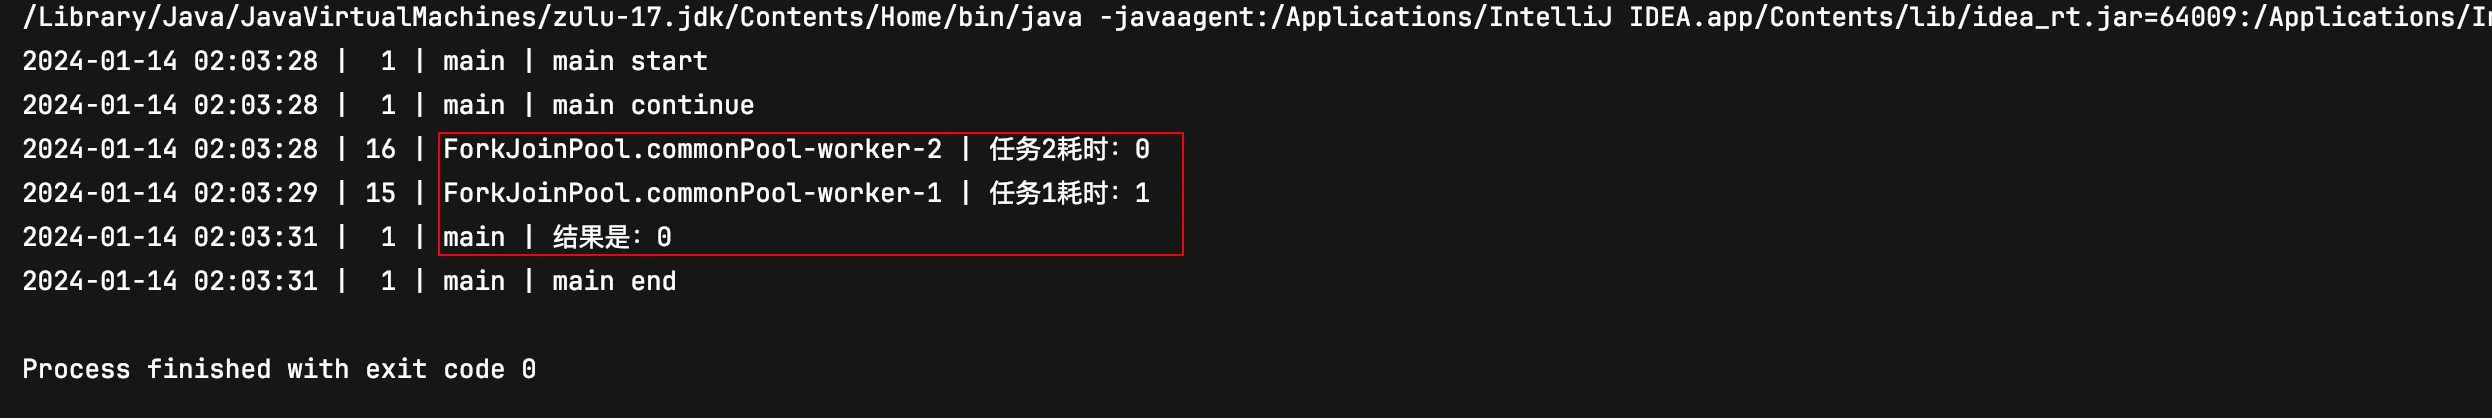 /Library/Java/JavaVirtualMachines/zulu-17.jdk/Contents/Home/bin/java -javaagent:/Applications/IntelliJ IDEA.app/Contents/lib/idea_rt.jar=64009:/Applications/I
2024-01-14 02:03:28 |  1 | main | main start
2024-01-14 02:03:28 |  1 | main | main continue
2024-01-14 02:03:28 | 16 | ForkJoinPool.commonPool-worker-2 | 任务2耗时：0
2024-01-14 02:03:29 | 15 | ForkJoinPool.commonPool-worker-1 | 任务1耗时：1
2024-01-14 02:03:31 |  1 | main | 结果是：0
2024-01-14 02:03:31 |  1 | main | main end
Process finished with exit code 0